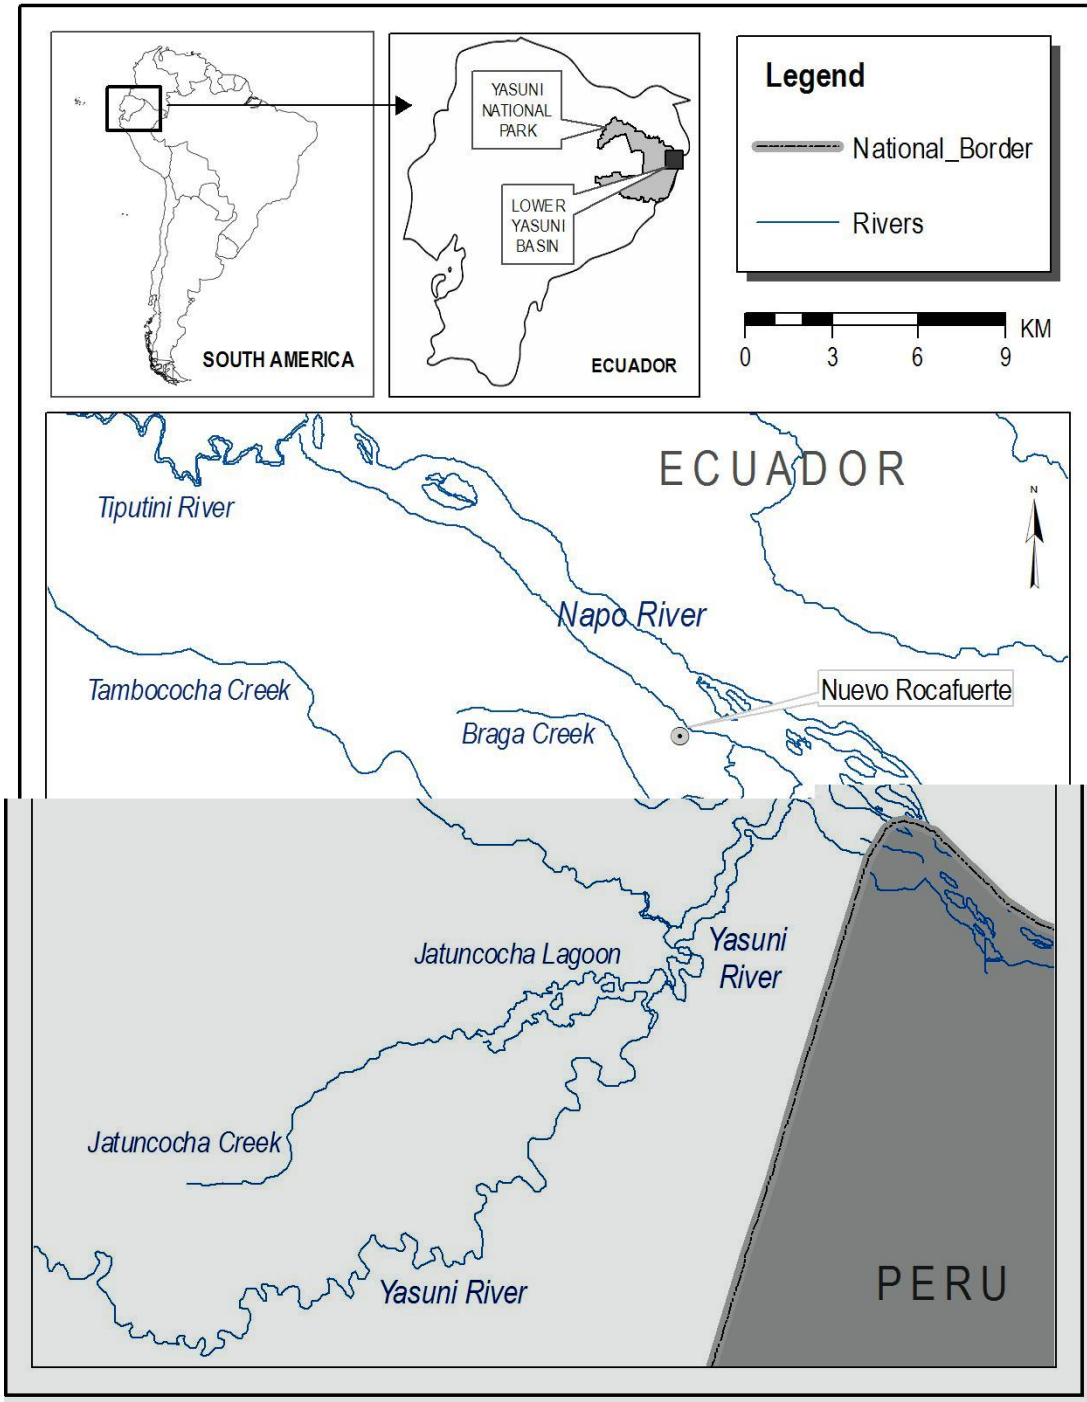 SOUTH AMERICA
YASUNI
NATIONAL
PARK
LOWER
YASUNI
BASIN
ECUADOR
Legend
National_Border
Rivers
KM
0 3 6 9
ECUADOR
Tiputini River
N
Napo River
Tambococha Creek
Nuevo Rocafuerte
Braga Creek
Jatuncocha Lagoon
Yasuni
River
Jatuncocha Creek
Yasuni River
PERU